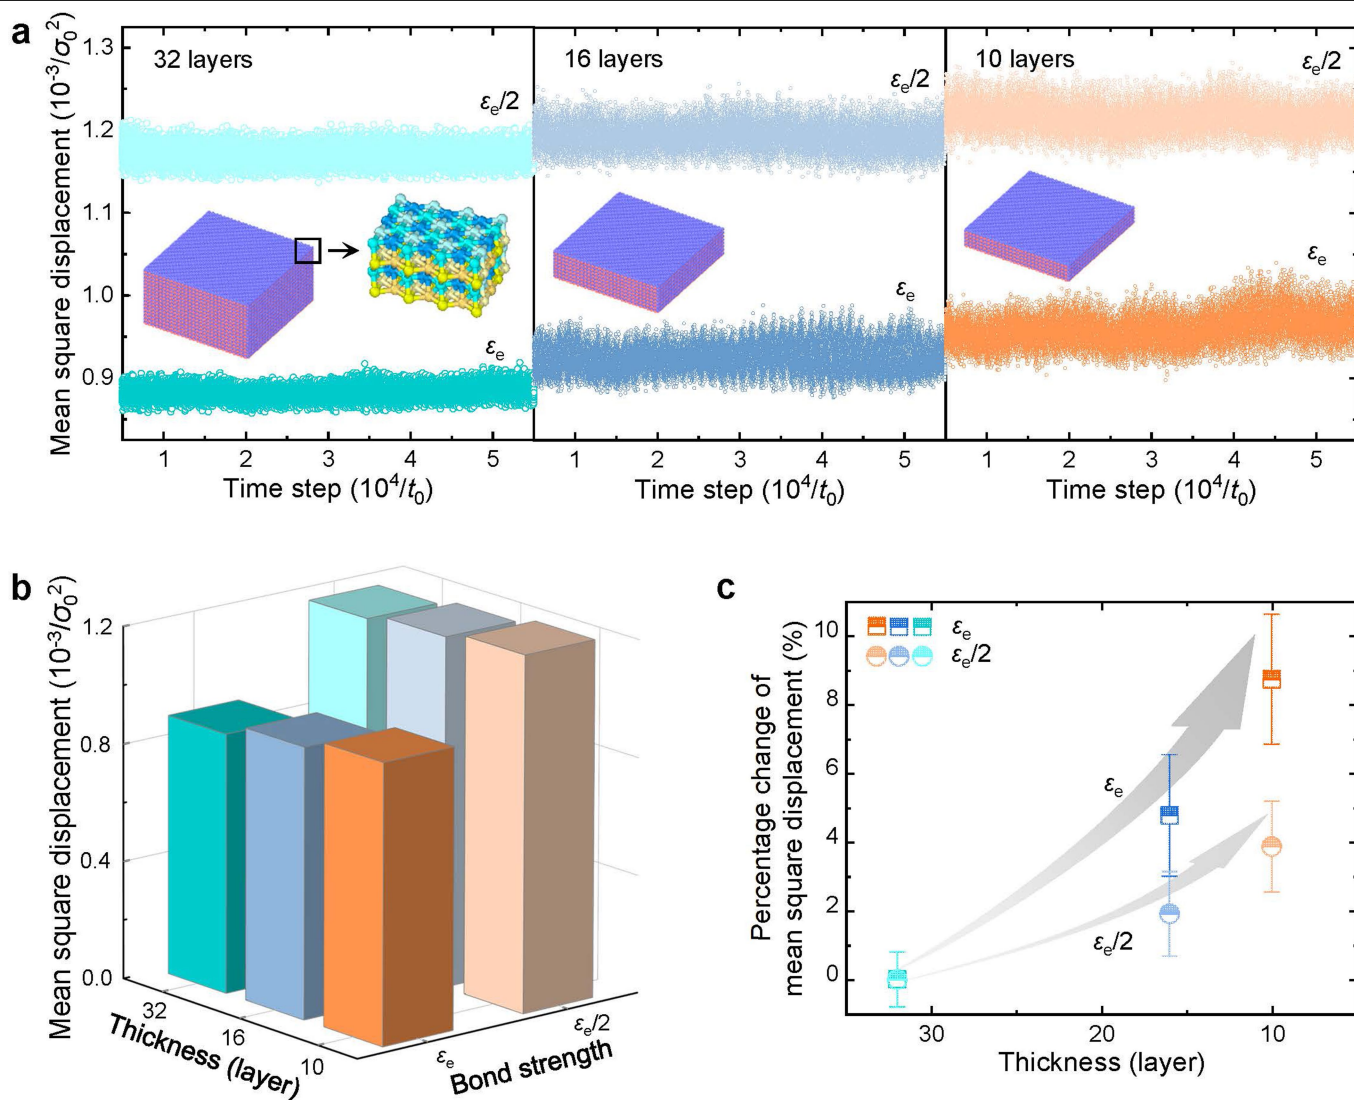 a
Mean square displacement (10⁻³/σ₀²)
1.3
1.2
1.1
1.0
0.9
32 layers
εₑ/2
εₑ
1 2 3 4 5
Time step (10⁴/t₀)
16 layers
εₑ/2
εₑ
1 2 3 4 5
Time step (10⁴/t₀)
10 layers
εₑ/2
εₑ
1 2 3 4 5
Time step (10⁴/t₀)
b
Mean square displacement (10⁻³/σ₀²)
1.2
0.8
0.4
0.0
32
16
10
Thickness (layer)
εₑ
εₑ/2
Bond strength
c
Percentage change of
mean square displacement (%)
10
8
6
4
2
0
εₑ
εₑ/2
εₑ
εₑ/2
30 20 10
Thickness (layer)